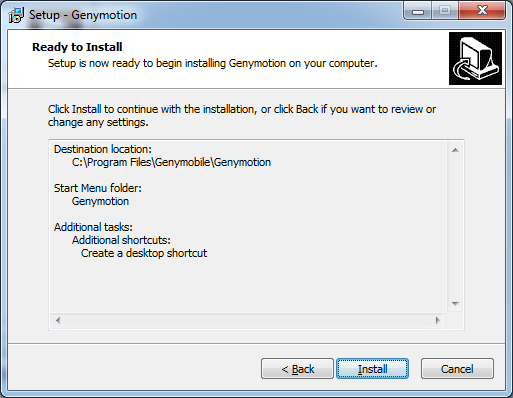 Setup - Genymotion
Ready to Install
Setup is now ready to begin installing Genymotion on your computer.
Click Install to continue with the installation, or click Back if you want to review or
change any settings.
Destination location:
C:\Program Files\Genymobile\Genymotion
Start Menu folder:
Genymotion
Additional tasks:
Additional shortcuts:
Create a desktop shortcut
< Back
Install
Cancel